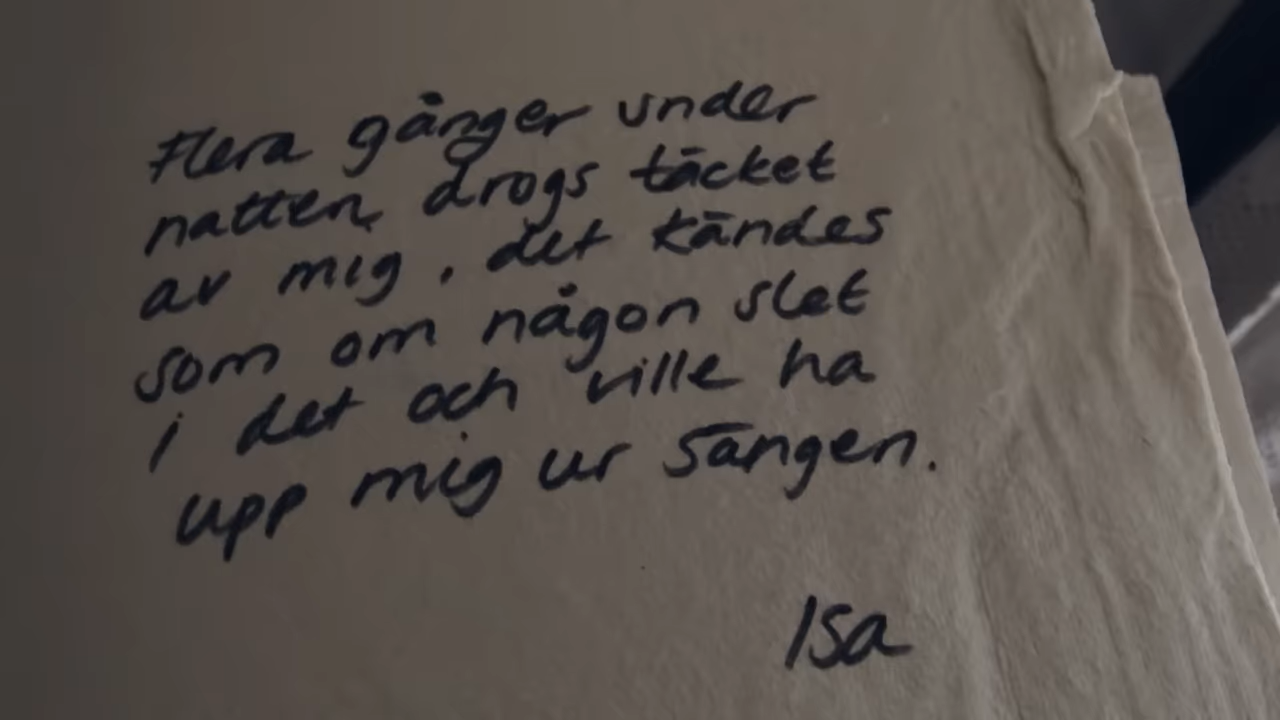 Flera gånger under
natten drogs täcket
av mig. det kändes
som om någon slet
i det och ville ha
upp mig ur sängen.
Isa